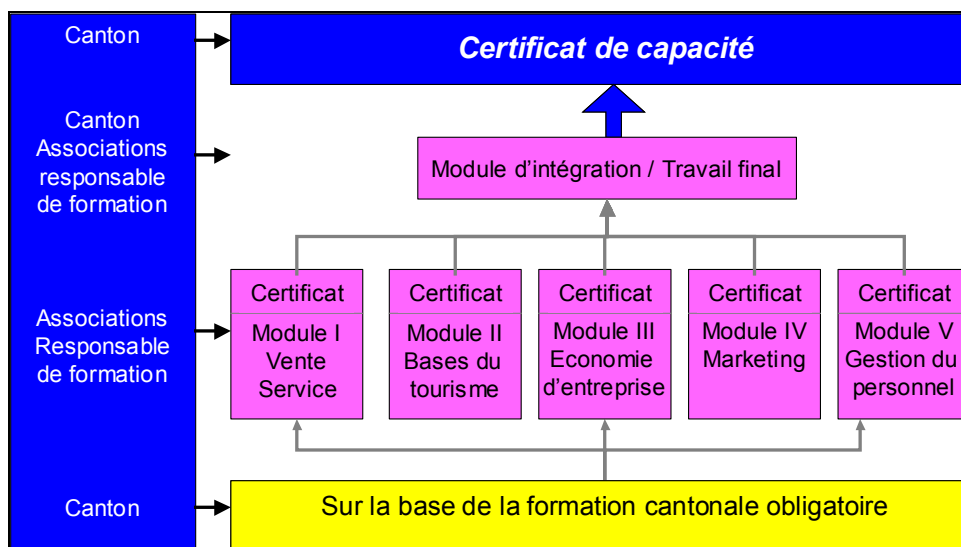 Canton
Certificat de capacité
Canton
Associations
responsable
de formation
Module d'intégration / Travail final
Associations
Responsable
de formation
Certificat
Module I
Vente
Service
Certificat
Module II
Bases du
tourisme
Certificat
Module III
Economie
d'entreprise
Certificat
Module IV
Marketing
Certificat
Module V
Gestion du
personnel
Canton
Sur la base de la formation cantonale obligatoire